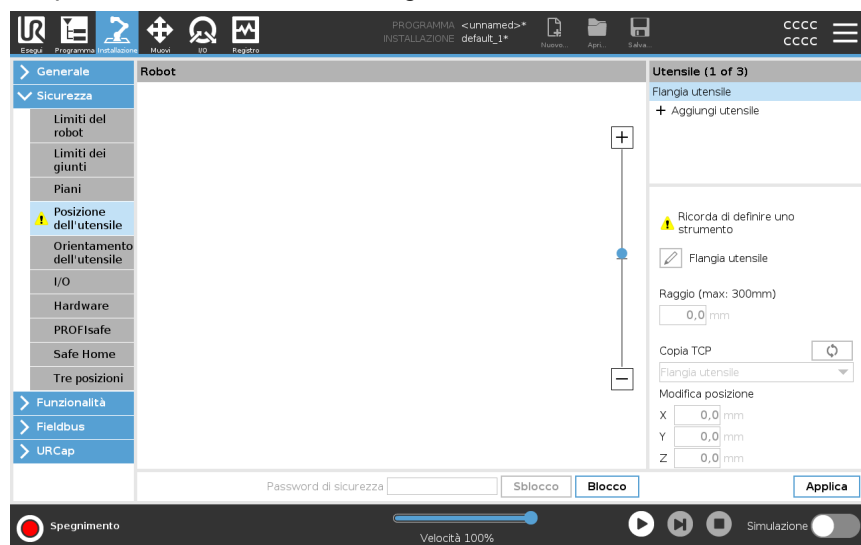 PROGRAMMA <unnamed>*
INSTALLAZIONE default_1*
Esegui Programma Installazione Muovi I/O Registro Nuovo... Apri... Salva...
cccc
cccc
Generale
Sicurezza
Limiti del
robot
Limiti dei
giunti
Piani
Posizione
dell'utensile
Orientamento
dell'utensile
I/O
Hardware
PROFIsafe
Safe Home
Tre posizioni
Funzionalità
Fieldbus
URCap
Robot
Utensile (1 of 3)
Flangia utensile
+ Aggiungi utensile
Ricorda di definire uno
strumento
Flangia utensile
Raggio (max: 300mm)
0,0 mm
Copia TCP
Flangia utensile
Modifica posizione
X 0,0 mm
Y 0,0 mm
Z 0,0 mm
Password di sicurezza Sblocco Blocco Applica
Spegnimento
Velocità 100%
Simulazione